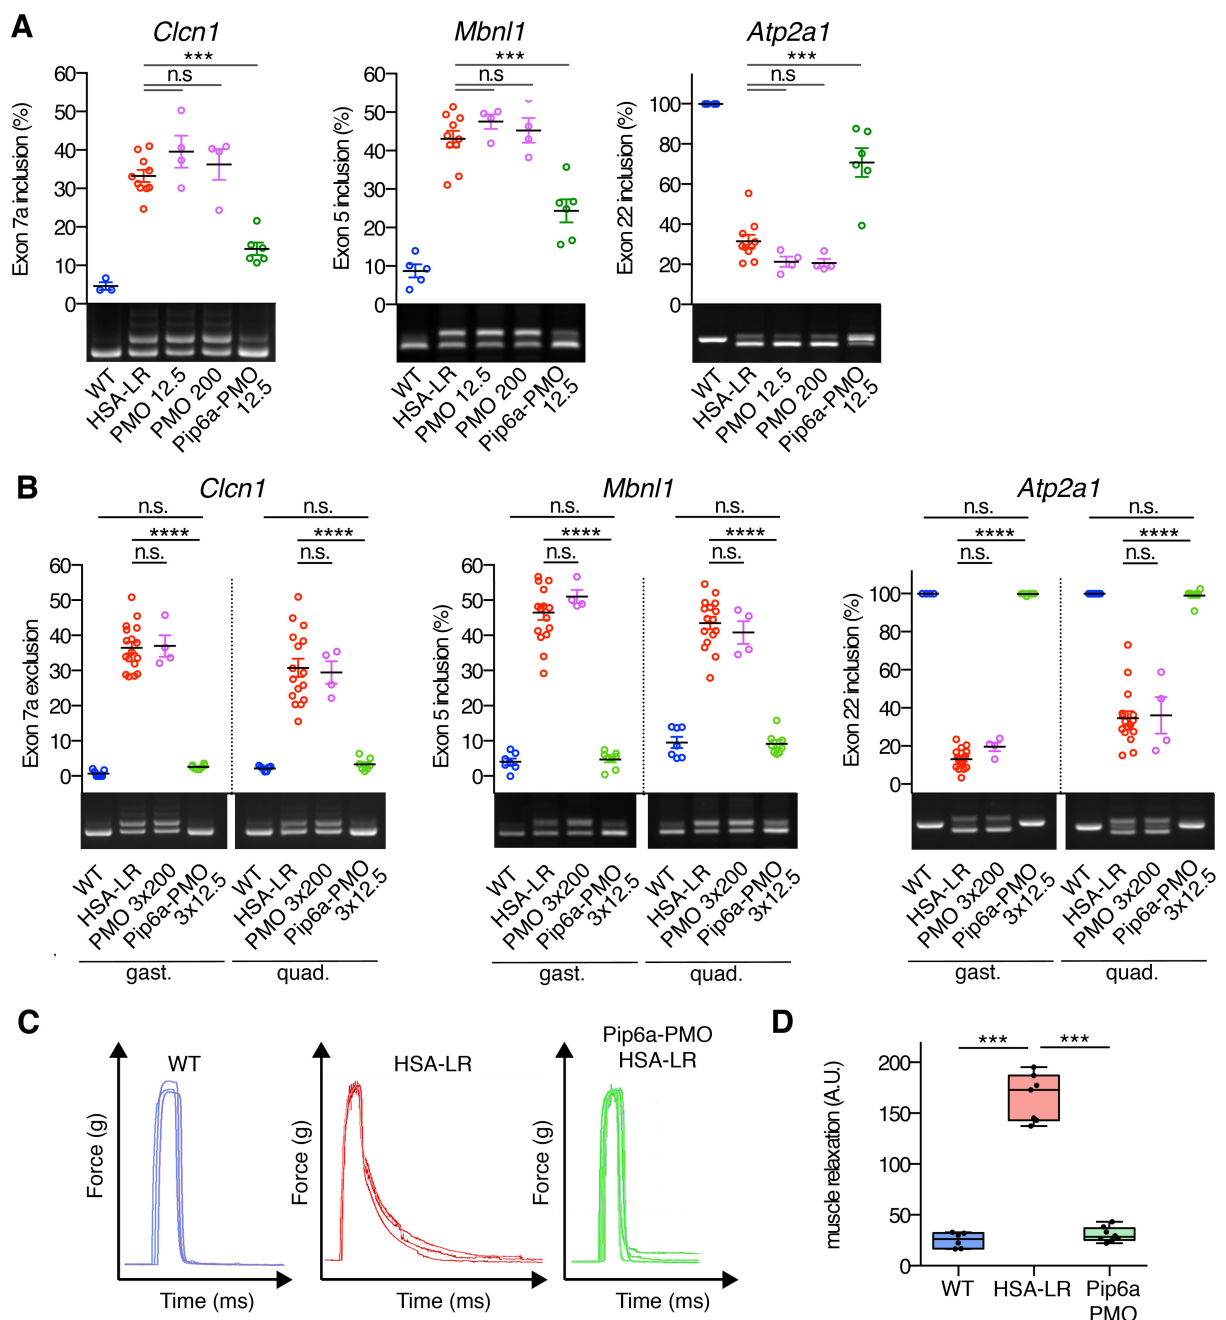 A
Clcn1
Mbnl1
Atp2a1
***
n.s
***
n.s
***
n.s
Exon 7a inclusion (%)
60
50
40
30
20
10
0
Exon 5 inclusion (%)
60
50
40
30
20
10
0
Exon 22 inclusion (%)
100
80
60
40
20
0
WT
HSA-LR
PMO 12.5
PMO 200
Pip6a-PMO
12.5
WT
HSA-LR
PMO 12.5
PMO 200
Pip6a-PMO
12.5
WT
HSA-LR
PMO 12.5
PMO 200
Pip6a-PMO
12.5
B
Clcn1
Mbnl1
Atp2a1
n.s.
****
n.s.
n.s.
****
n.s.
n.s.
****
n.s.
n.s.
****
n.s.
n.s.
****
n.s.
n.s.
****
n.s.
Exon 7a exclusion
60
50
40
30
20
10
0
Exon 5 inclusion (%)
60
50
40
30
20
10
0
Exon 22 inclusion (%)
100
80
60
40
20
0
WT
HSA-LR
PMO 3x200
Pip6a-PMO
3x12.5
WT
HSA-LR
PMO 3x200
Pip6a-PMO
3x12.5
WT
HSA-LR
PMO 3x200
Pip6a-PMO
3x12.5
WT
HSA-LR
PMO 3x200
Pip6a-PMO
3x12.5
WT
HSA-LR
PMO 3x200
Pip6a-PMO
3x12.5
WT
HSA-LR
PMO 3x200
Pip6a-PMO
3x12.5
gast.
quad.
gast.
quad.
gast.
quad.
C
WT
Force (g)
Time (ms)
HSA-LR
Force (g)
Time (ms)
Pip6a-PMO
HSA-LR
Force (g)
Time (ms)
D
***
***
muscle relaxation (A.U.)
200
150
100
50
0
WT
HSA-LR
Pip6a
PMO